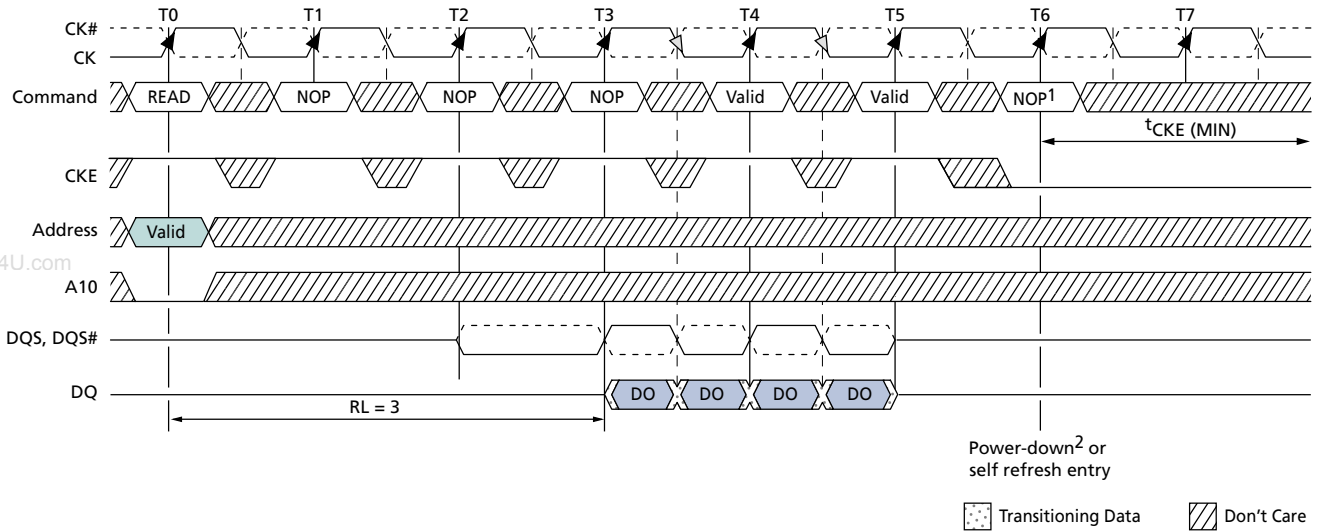 T0 T1 T2 T3 T4 T5 T6 T7
CK#
CK
Command READ NOP NOP NOP Valid Valid NOP1
tCKE (MIN)
CKE
Address Valid
4U.com
A10
DQS, DQS#
DQ DO DO DO DO
RL = 3
Power-down2 or
self refresh entry
Transitioning Data Don't Care